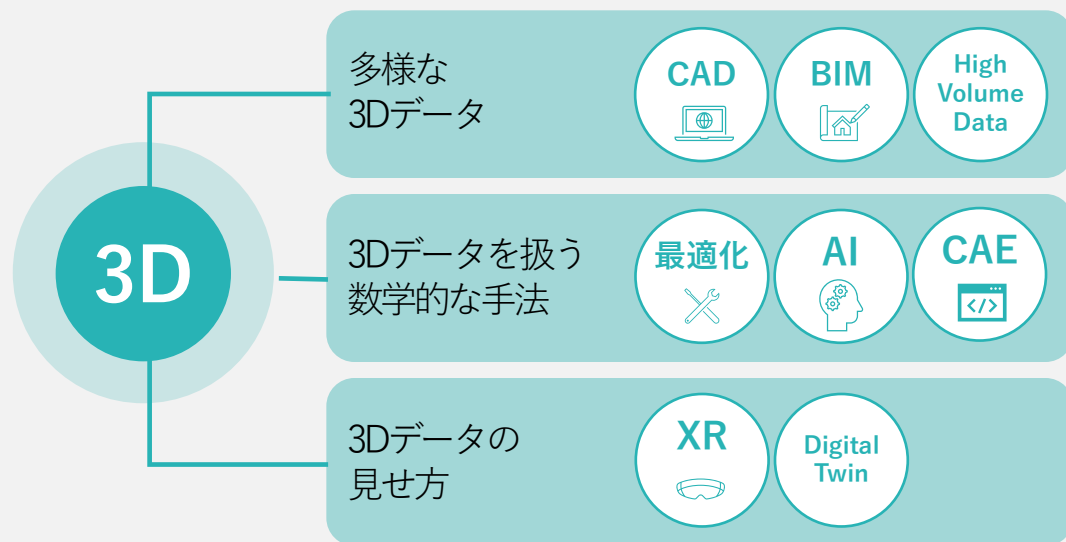 3D
多様な
3Dデータ
CAD
BIM
High
Volume
Data
3Dデータを扱う
数学的な手法
最適化
AI
CAE
</>
3Dデータの
見せ方
XR
Digital
Twin